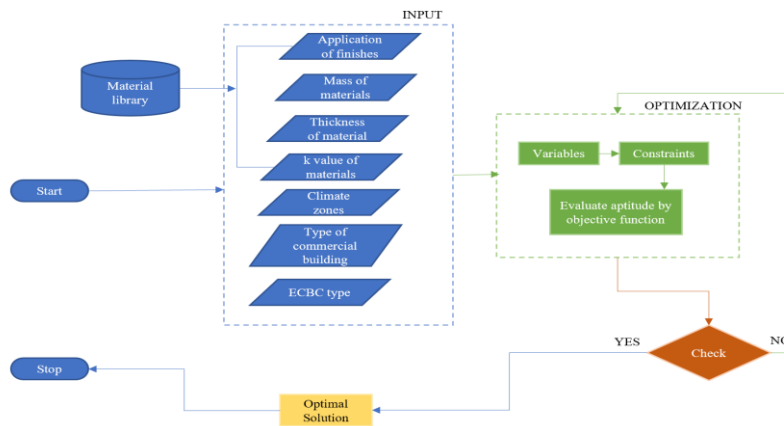 INPUT
Application
of finishes
Material
library
Mass of
materials
Thickness
of material
OPTIMIZATION
Variables
Constraints
k value of
materials
Start
Climate
zones
Evaluate aptitude by
objective function
Type of
commercial
building
ECBC type
YES
NO
Check
Stop
Optimal
Solution